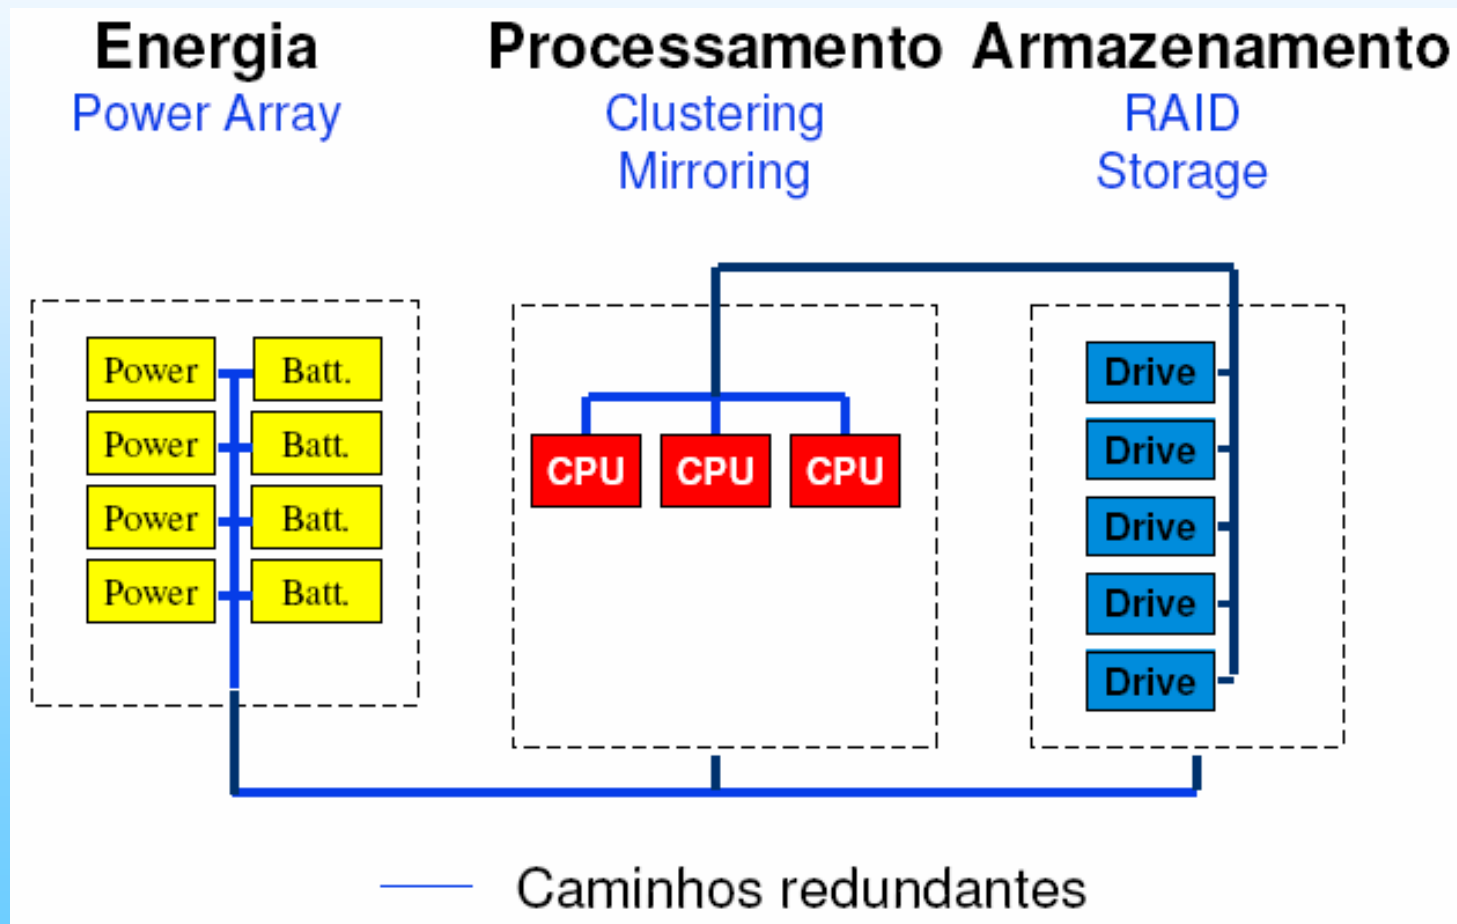 Energia
Power Array
Processamento
Clustering
Mirroring
Armazenamento
RAID
Storage
Power Batt.
Power Batt.
Power Batt.
Power Batt.
CPU CPU CPU
Drive
Drive
Drive
Drive
Drive
Caminhos redundantes